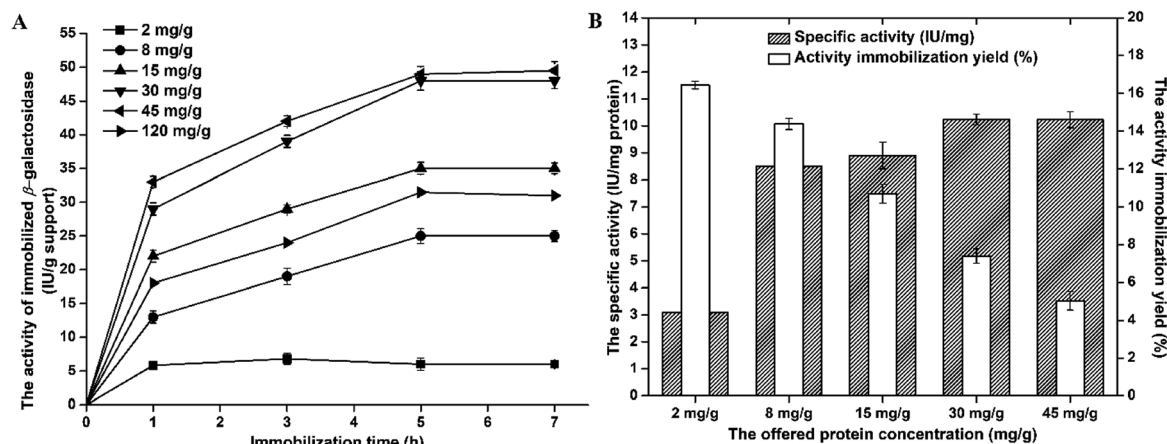 A
2 mg/g
8 mg/g
15 mg/g
30 mg/g
45 mg/g
120 mg/g
The activity of immobilized β-galactosidase
(IU/g support)
55
50
45
40
35
30
25
20
15
10
5
0
0 1 2 3 4 5 6 7
Immobilization time (h)
B
Specific activity (IU/mg)
Activity immobilization yield (%)
The specific activity (IU/mg protein)
14
13
12
11
10
9
8
7
6
5
4
3
2
1
0
20
18
16
14
12
10
8
6
4
2
0
The activity immobilization
yield (%)
2 mg/g 8 mg/g 15 mg/g 30 mg/g 45 mg/g
The offered protein concentration (mg/g)